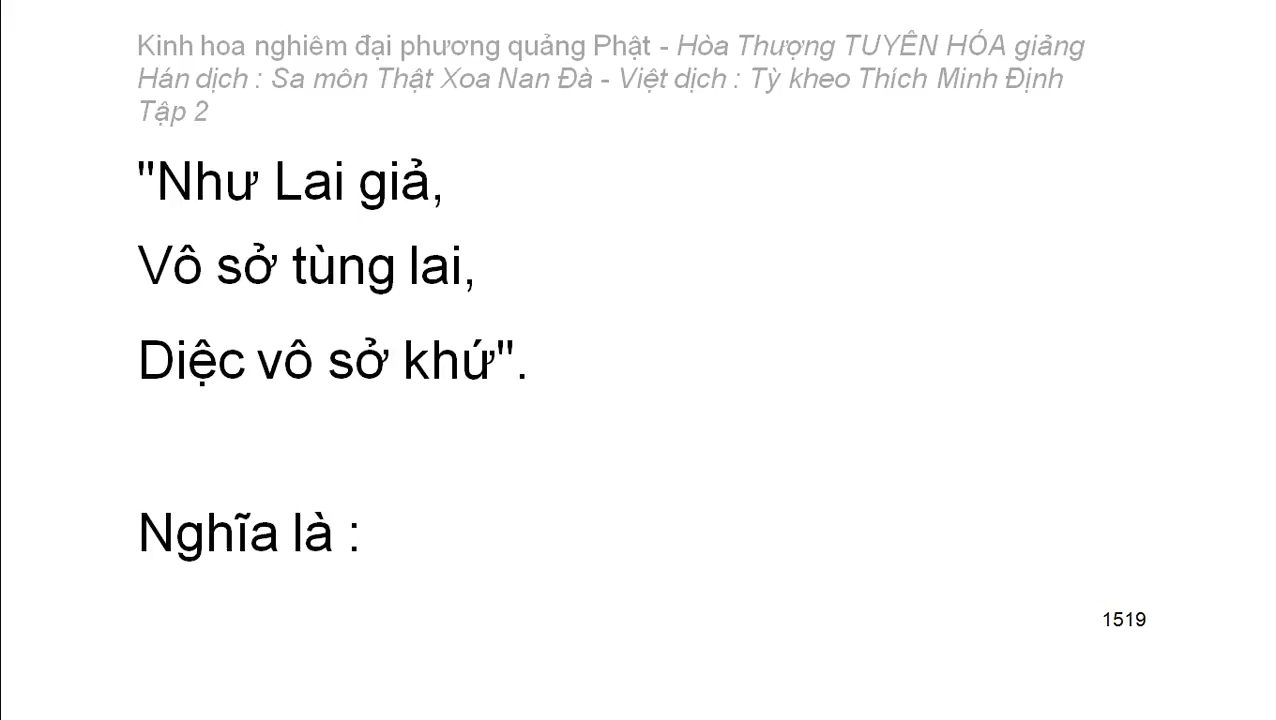 Kinh hoa nghiêm đại phương quảng Phật - Hòa Thượng TUYÊN HÓA giảng
Hán dịch : Sa môn Thật Xoa Nan Đà - Việt dịch : Tỳ kheo Thích Minh Định
Tập 2
"Như Lai giả,
Vô sở tùng lai,
Diệc vô sở khứ".
Nghĩa là :
1519